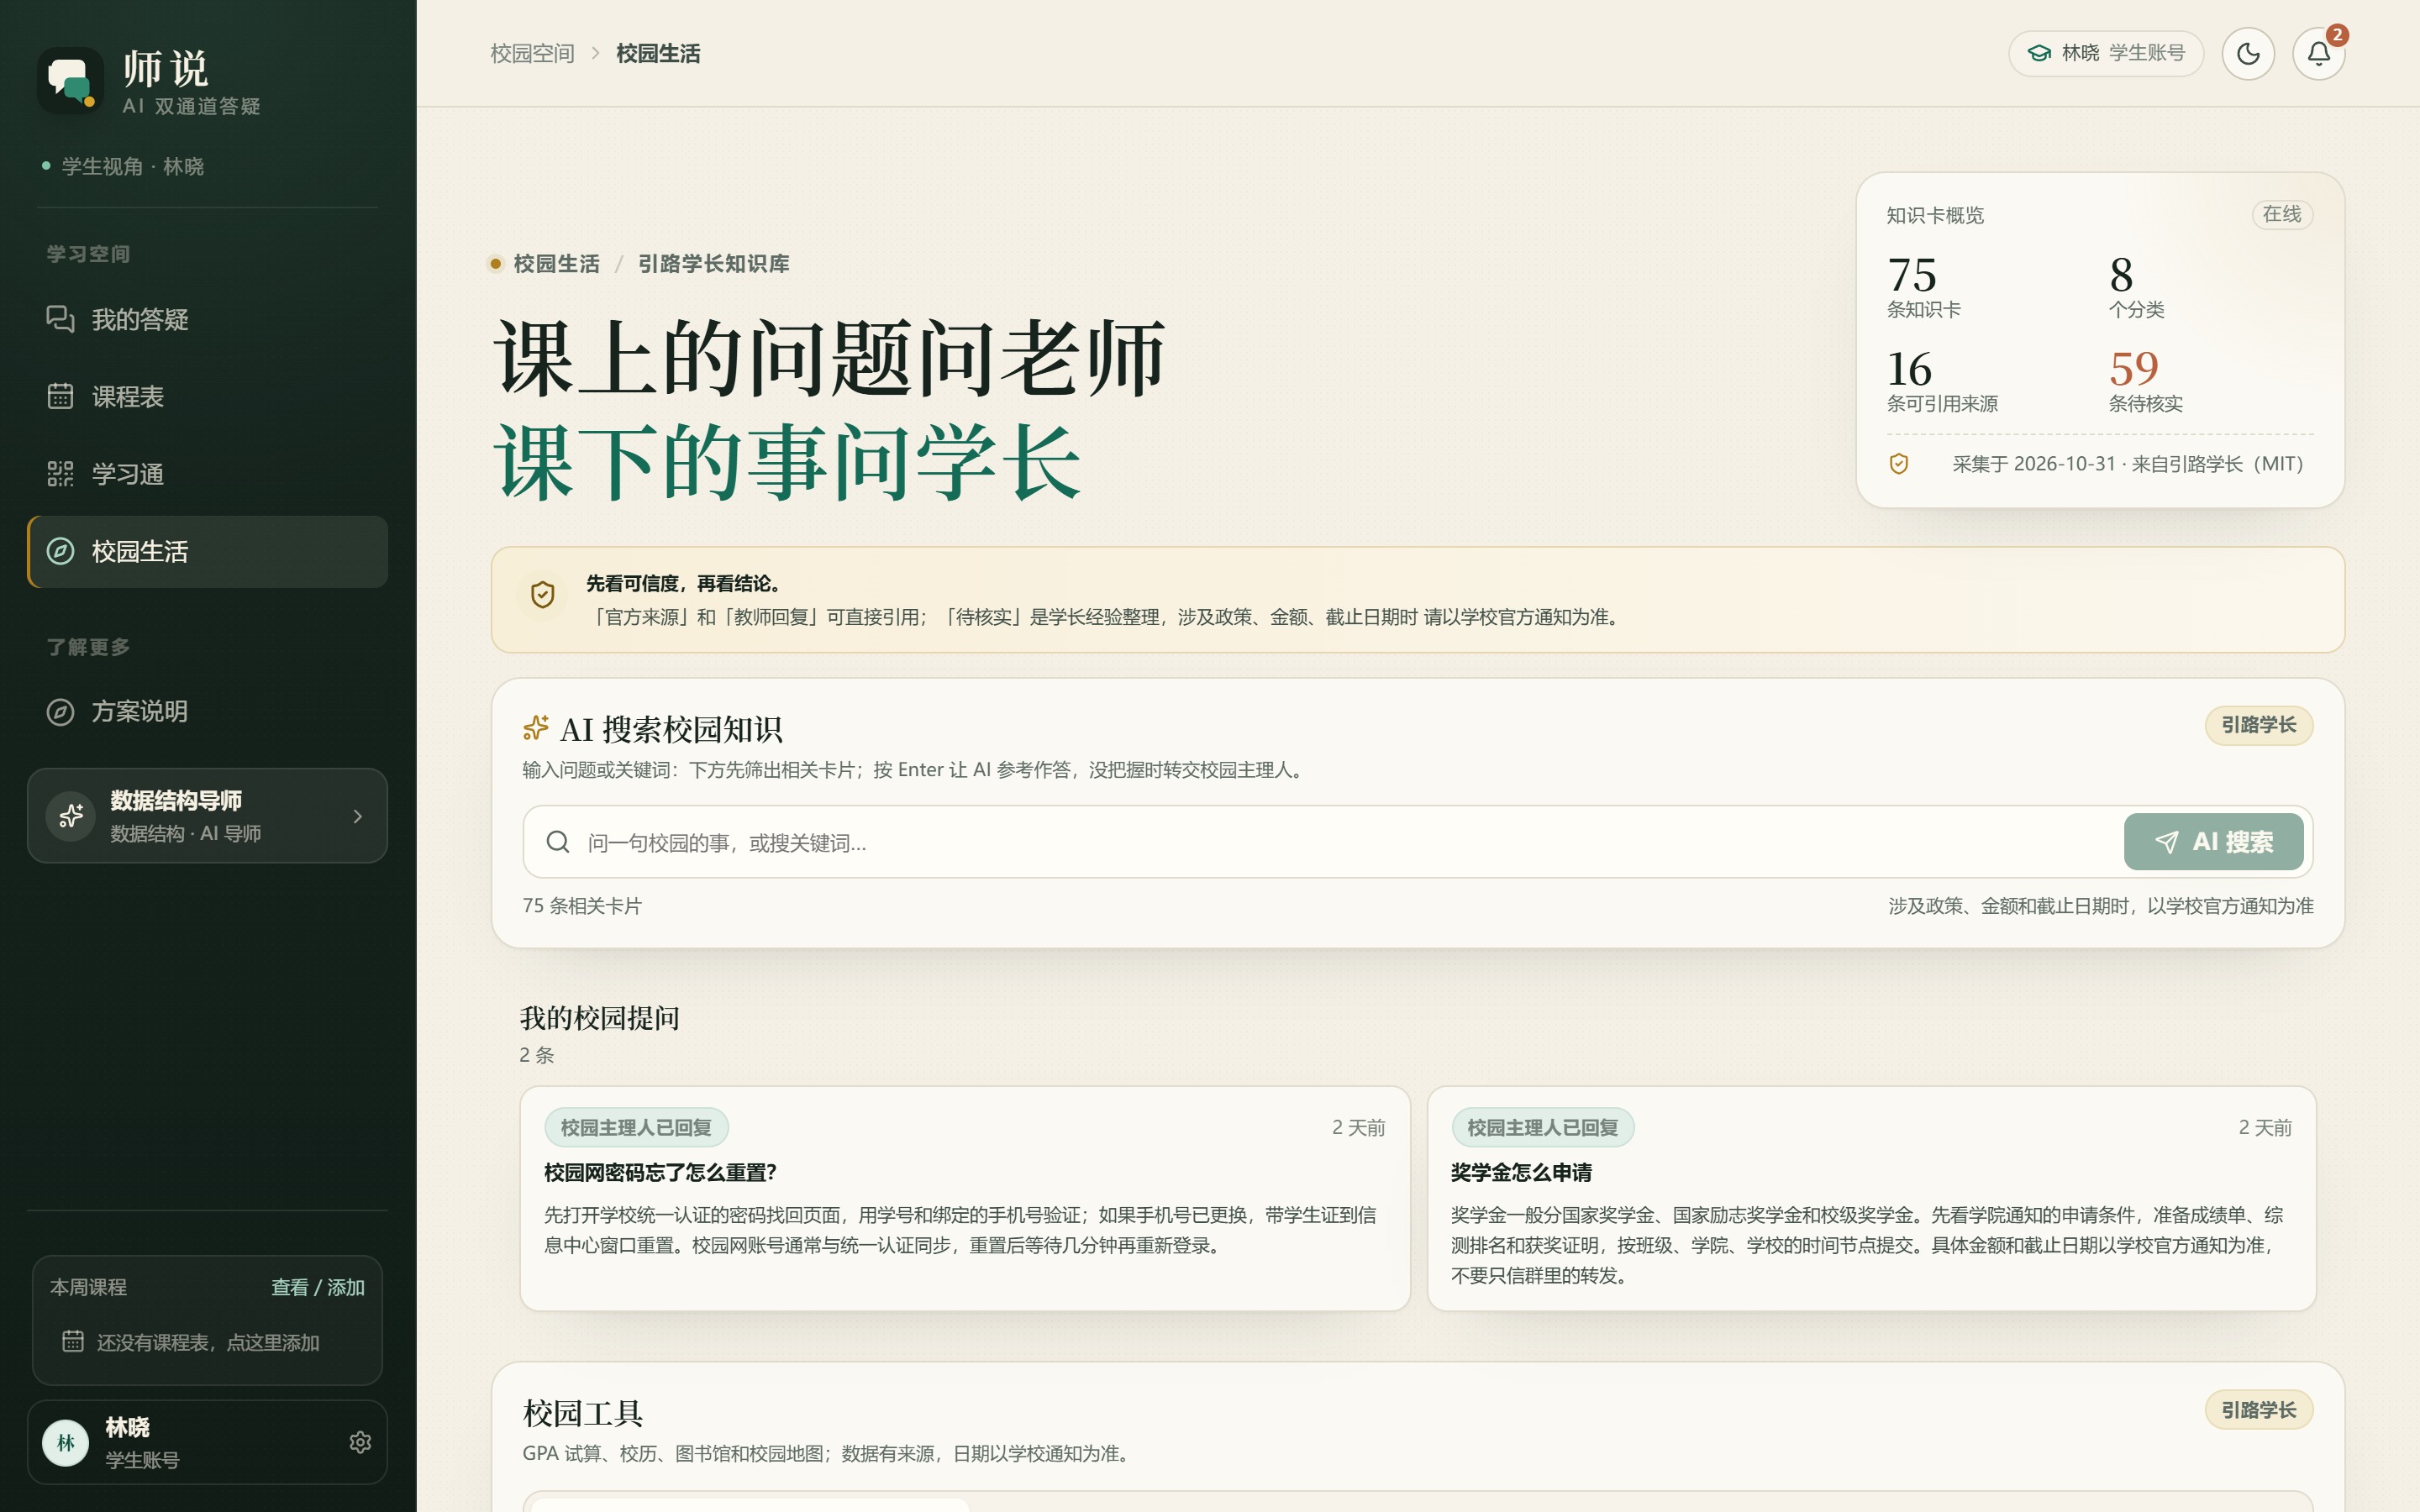 师说
AI 双通道答疑
学生视角 · 林晓
学习空间
我的答疑
课程表
学习通
校园生活
了解更多
方案说明
数据结构导师
数据结构 · AI 导师
本周课程
查看 / 添加
还没有课程表，点这里添加
林
林晓
学生账号
校园空间 > 校园生活
林晓 学生账号
2
校园生活 / 引路学长知识库
课上的问题问老师
课下的事问学长
知识卡概览
在线
75
条知识卡
8
个分类
16
条可引用来源
59
条待核实
采集于 2026-10-31 · 来自引路学长（MIT）
先看可信度，再看结论。
「官方来源」和「教师回复」可直接引用；「待核实」是学长经验整理，涉及政策、金额、截止日期时 请以学校官方通知为准。
AI 搜索校园知识
引路学长
输入问题或关键词：下方先筛出相关卡片；按 Enter 让 AI 参考作答，没把握时转交校园主理人。
问一句校园的事，或搜关键词...
AI 搜索
75 条相关卡片
涉及政策、金额和截止日期时，以学校官方通知为准
我的校园提问
2 条
校园主理人已回复
2 天前
校园网密码忘了怎么重置？
先打开学校统一认证的密码找回页面，用学号和绑定的手机号验证；如果手机号已更换，带学生证到信
息中心窗口重置。校园网账号通常与统一认证同步，重置后等待几分钟再重新登录。
校园主理人已回复
2 天前
奖学金怎么申请
奖学金一般分国家奖学金、国家励志奖学金和校级奖学金。先看学院通知的申请条件，准备成绩单、综
测排名和获奖证明，按班级、学院、学校的时间节点提交。具体金额和截止日期以学校官方通知为准，
不要只信群里的转发。
校园工具
引路学长
GPA 试算、校历、图书馆和校园地图；数据有来源，日期以学校通知为准。